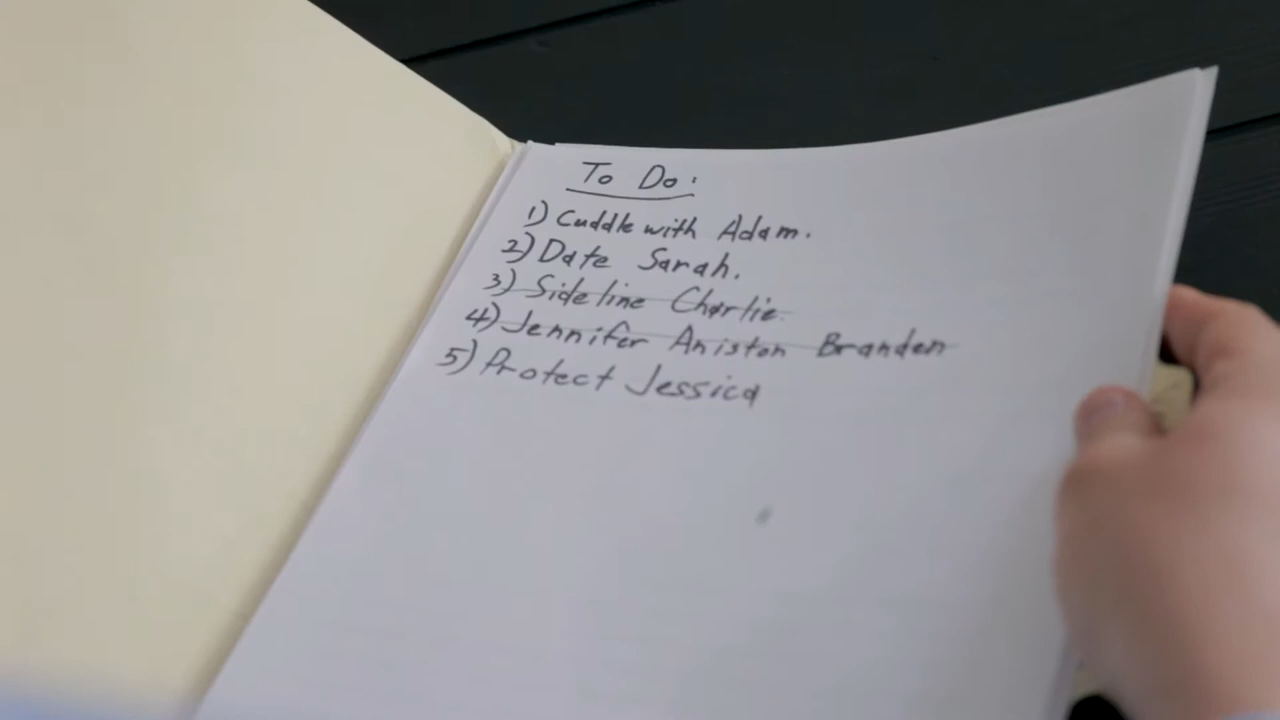 To Do:
1) Cuddle with Adam.
2) Date Sarah.
3) Sideline Charlie
4) Jennifer Aniston Branden
5) Protect Jessica